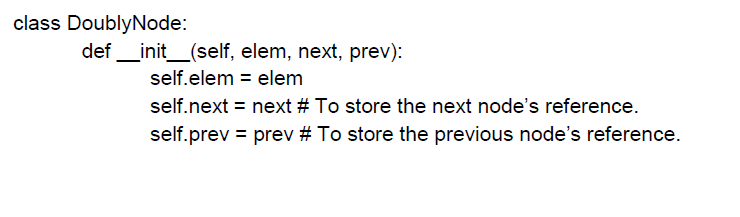 class DoublyNode:
def __init__(self, elem, next, prev):
self.elem = elem
self.next = next # To store the next node’s reference.
self.prev = prev # To store the previous node’s reference.